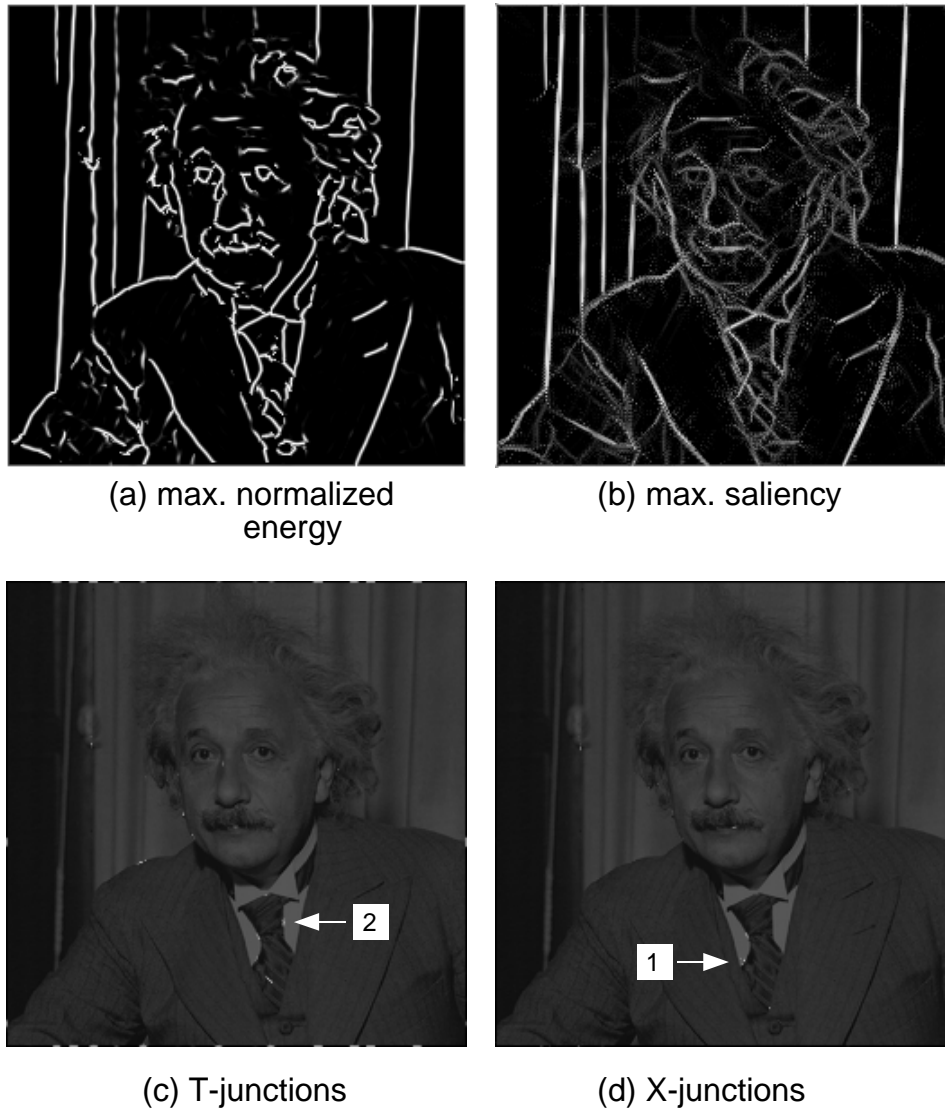 (a) max. normalized
energy
(b) max. saliency
2
1
(c) T-junctions
(d) X-junctions